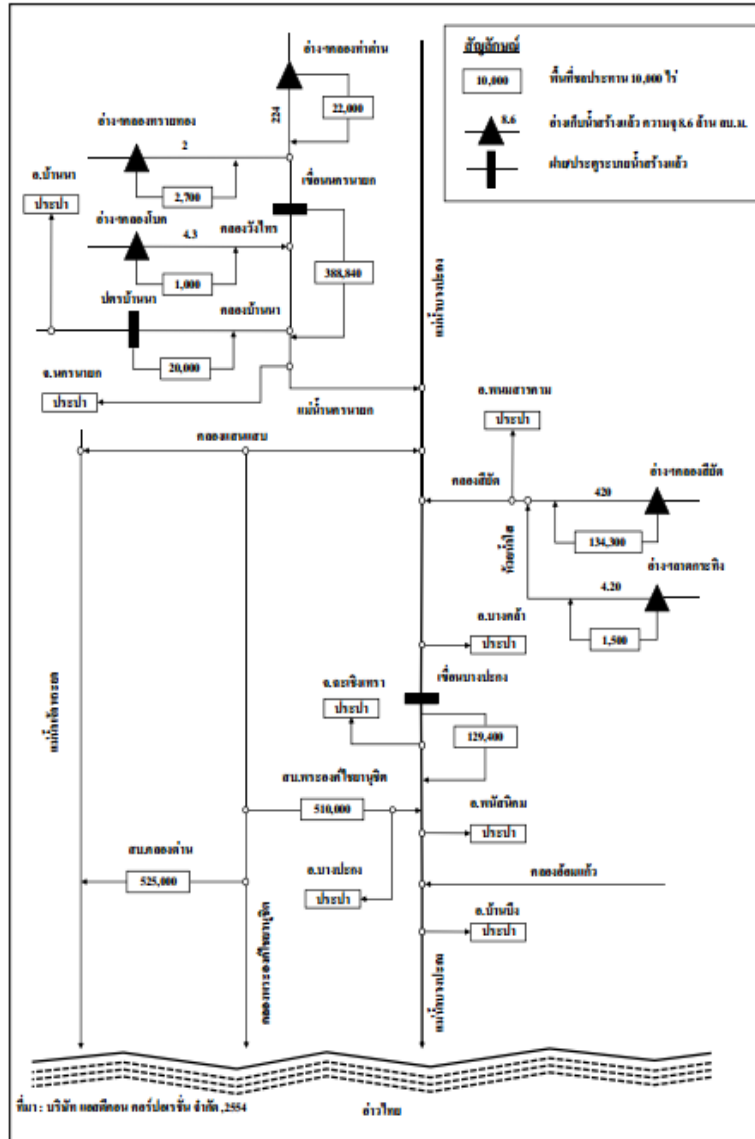 อ่างฯคลองท่าด่าน
22,000
224
อ่างฯคลองทรายทอง
2
2,700
อ.บ้านนา
ประปา
เขื่อนนครนายก
อ่างฯคลองโบด
4.3
คลองวังไทร
1,000
388,840
ปตรบ้านนา
คลองบ้านนา
20,000
จ.นครนายก
ประปา
แม่น้ำนครนายก
แม่น้ำบางปะกง
สัญลักษณ์
10,000
พื้นที่ชลประทาน 10,000 ไร่
8.6
อ่างเก็บน้ำสร้างแล้ว ความจุ 8.6 ล้าน ลบ.ม.
ฝาย/ประตูระบายน้ำสร้างแล้ว
คลองแสนแสบ
อ.พนมสารคาม
ประปา
คลองสียัด
420
อ่างฯคลองสียัด
134,300
ห้วยน้ำใส
อ่างฯลาดกระทิง
4.20
1,500
อ.บางคล้า
ประปา
เขื่อนบางปะกง
จ.ฉะเชิงเทรา
ประปา
129,400
แม่น้ำเจ้าพระยา
สบ.พระองค์ไชยานุชิต
510,000
อ.พนัสนิคม
ประปา
สบ.คลองด่าน
525,000
อ.บางปะกง
ประปา
คลองอ้อมแก้ว
อ.บ้านบึง
ประปา
คลองพระองค์ไชยานุชิต
แม่น้ำบางปะกง
ที่มา : บริษัท แอสดีคอน คอร์ปอเรชั่น จำกัด ,2554
อ่าวไทย